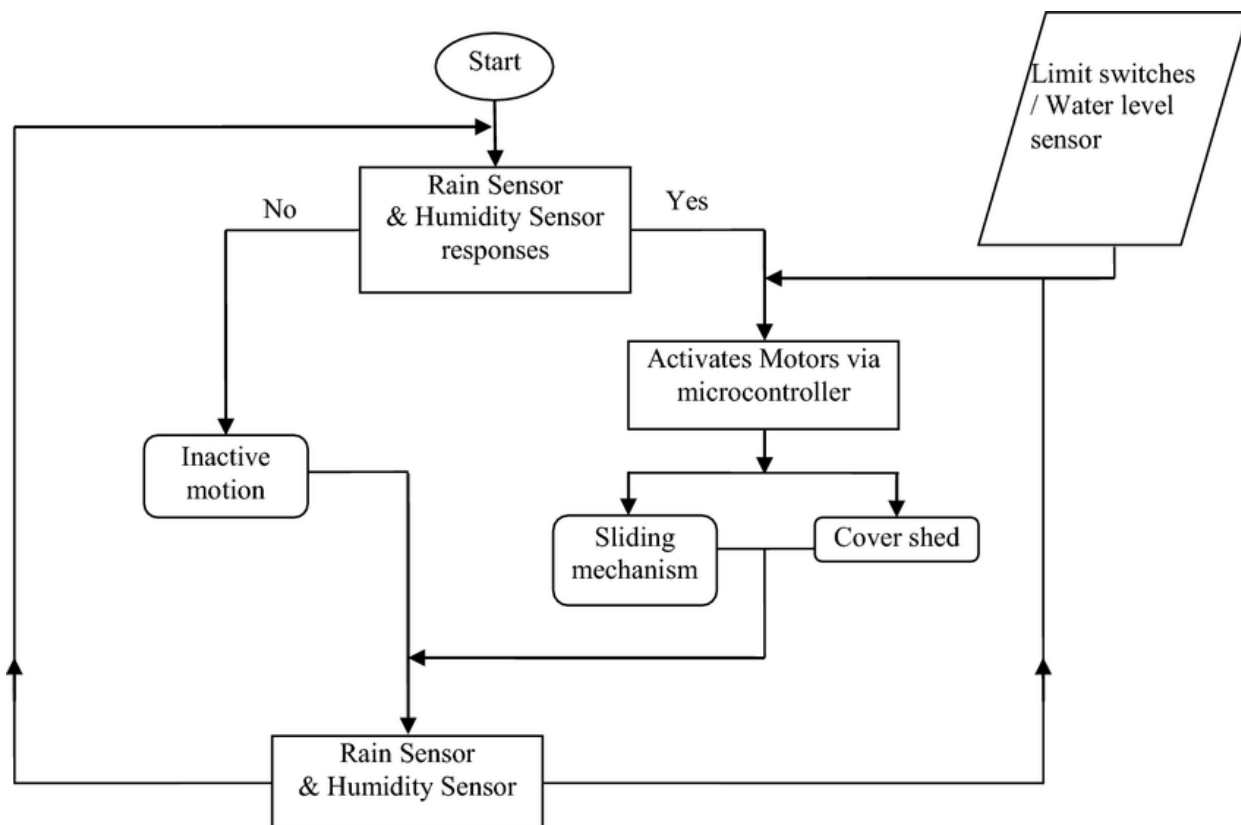 Start
Limit switches
/ Water level
sensor
Rain Sensor
& Humidity Sensor
responses
No
Yes
Activates Motors via
microcontroller
Inactive
motion
Sliding
mechanism
Cover shed
Rain Sensor
& Humidity Sensor